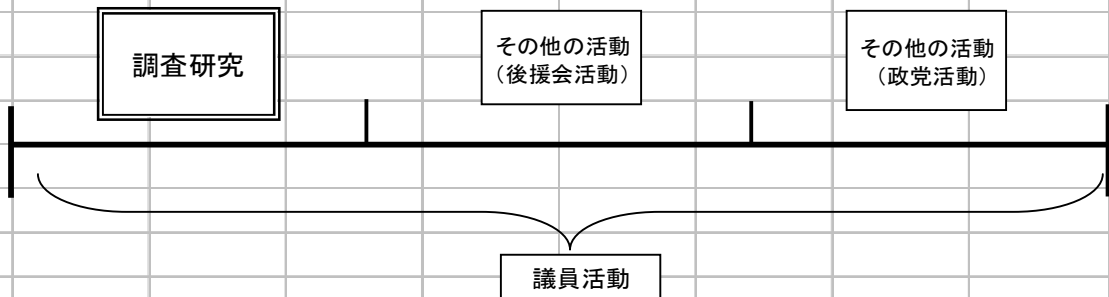 調査研究
その他の活動
（後援会活動）
その他の活動
（政党活動）
議員活動